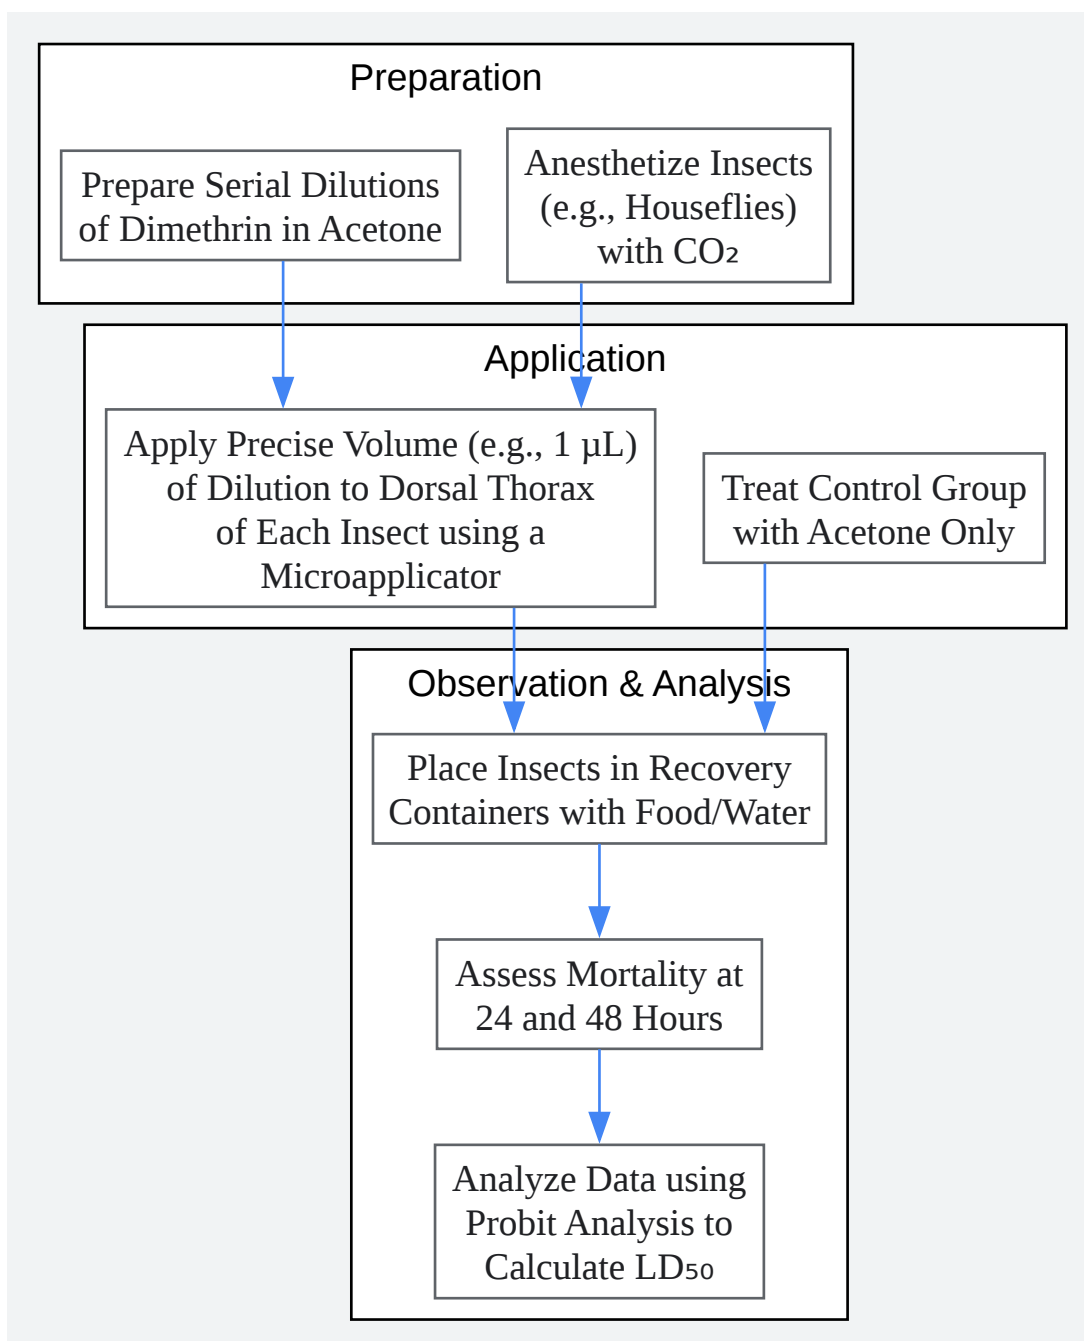 Preparation
Prepare Serial Dilutions
of Dimethrin in Acetone
Anesthetize Insects
(e.g., Houseflies)
with CO₂
Application
Apply Precise Volume (e.g., 1 µL)
of Dilution to Dorsal Thorax
of Each Insect using a
Microapplicator
Treat Control Group
with Acetone Only
Observation & Analysis
Place Insects in Recovery
Containers with Food/Water
Assess Mortality at
24 and 48 Hours
Analyze Data using
Probit Analysis to
Calculate LD₅₀